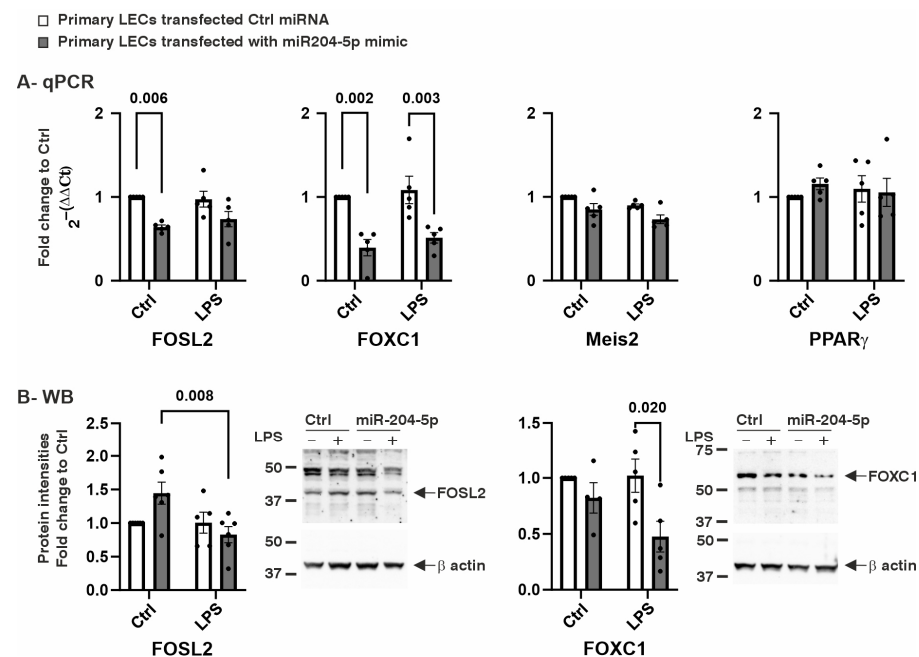 Primary LECs transfected Ctrl miRNA
Primary LECs transfected with miR204-5p mimic
A- qPCR
Fold change to Ctrl
2−(ΔΔCt)
2
1
0
0.006
Ctrl
LPS
FOSL2
2
1
0
0.002
0.003
Ctrl
LPS
FOXC1
2
1
0
Ctrl
LPS
Meis2
2
1
0
Ctrl
LPS
PPARγ
B- WB
Protein intensities
Fold change to Ctrl
2.5
2.0
1.5
1.0
0.5
0.0
0.008
Ctrl
LPS
FOSL2
Ctrl miR-204-5p
LPS − + − +
50
37
FOSL2
50
37
β actin
1.5
1.0
0.5
0.0
0.020
Ctrl
LPS
FOXC1
Ctrl miR-204-5p
LPS − + − +
75
50
37
FOXC1
50
37
β actin